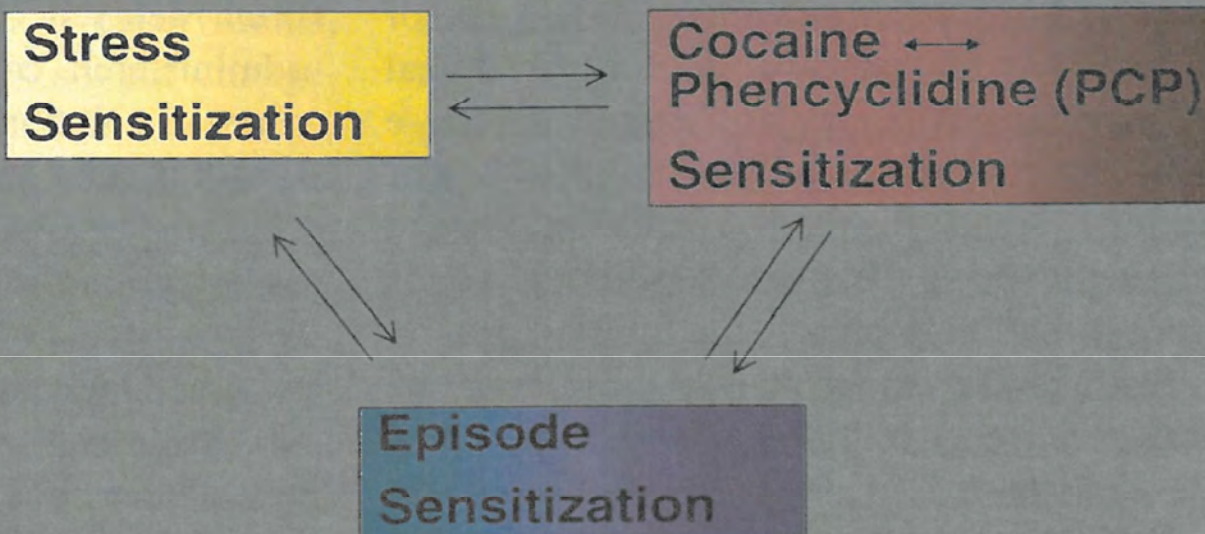 Stress
Sensitization
Cocaine ↔
Phencyclidine (PCP)
Sensitization
Episode
Sensitization